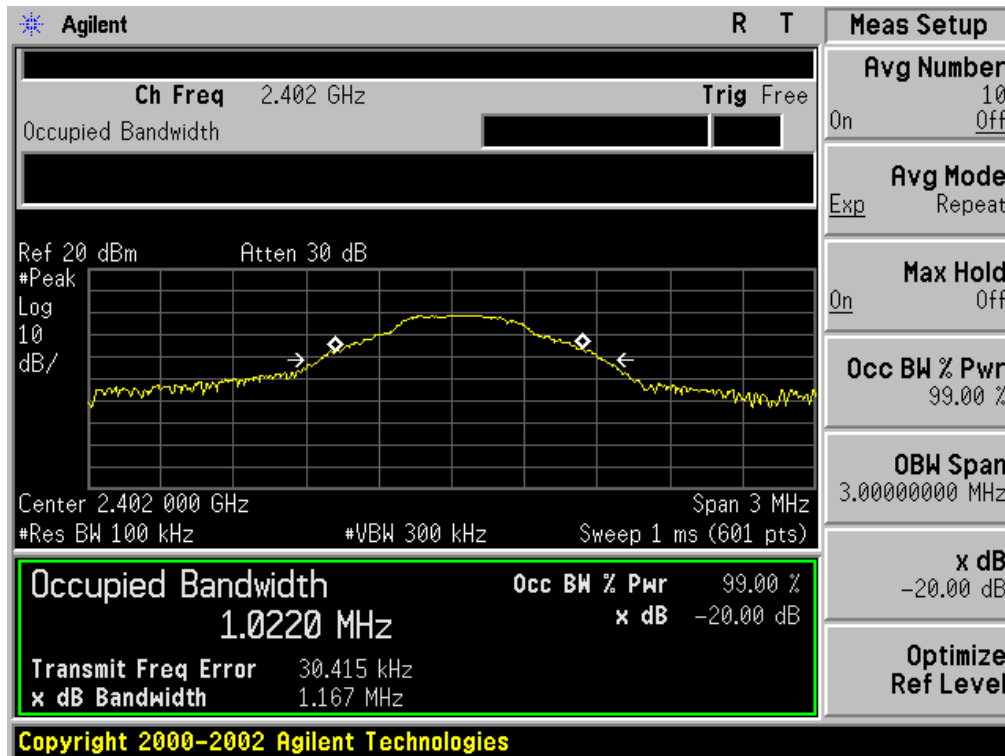 Agilent R T
Ch Freq 2.402 GHz Trig Free
Occupied Bandwidth
Ref 20 dBm Atten 30 dB
#Peak
Log
10
dB/
Center 2.402 000 GHz Span 3 MHz
#Res BW 100 kHz #VBW 300 kHz Sweep 1 ms (601 pts)
Occupied Bandwidth Occ BW % Pwr 99.00 %
1.0220 MHz x dB -20.00 dB
Transmit Freq Error 30.415 kHz
x dB Bandwidth 1.167 MHz
Copyright 2000-2002 Agilent Technologies
Meas Setup
Avg Number
10
On Off
Avg Mode
Exp Repeat
Max Hold
On Off
Occ BW % Pwr
99.00 %
OBW Span
3.00000000 MHz
x dB
-20.00 dB
Optimize
Ref Level